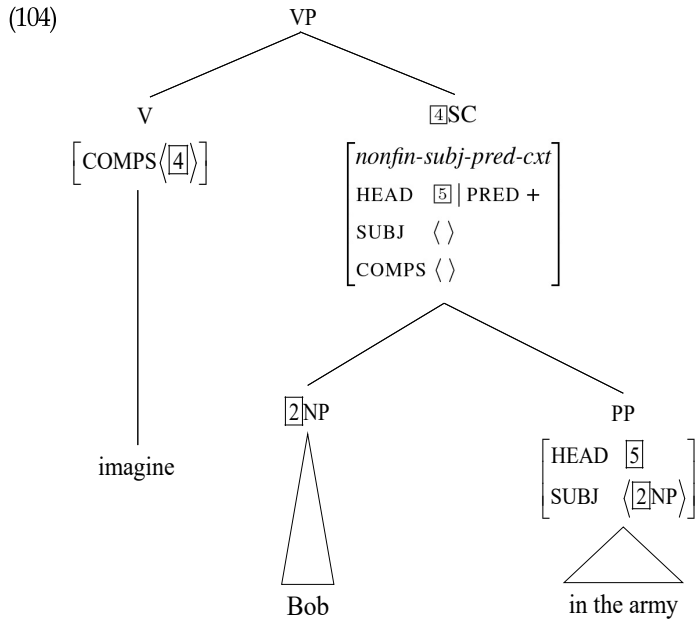 (104)
VP
V
4SC
[COMPS⟨4⟩]
nonfin-subj-pred-cxt
HEAD 5 | PRED +
SUBJ ⟨ ⟩
COMPS ⟨ ⟩
2NP
PP
HEAD 5
SUBJ ⟨2NP⟩
imagine
Bob
in the army